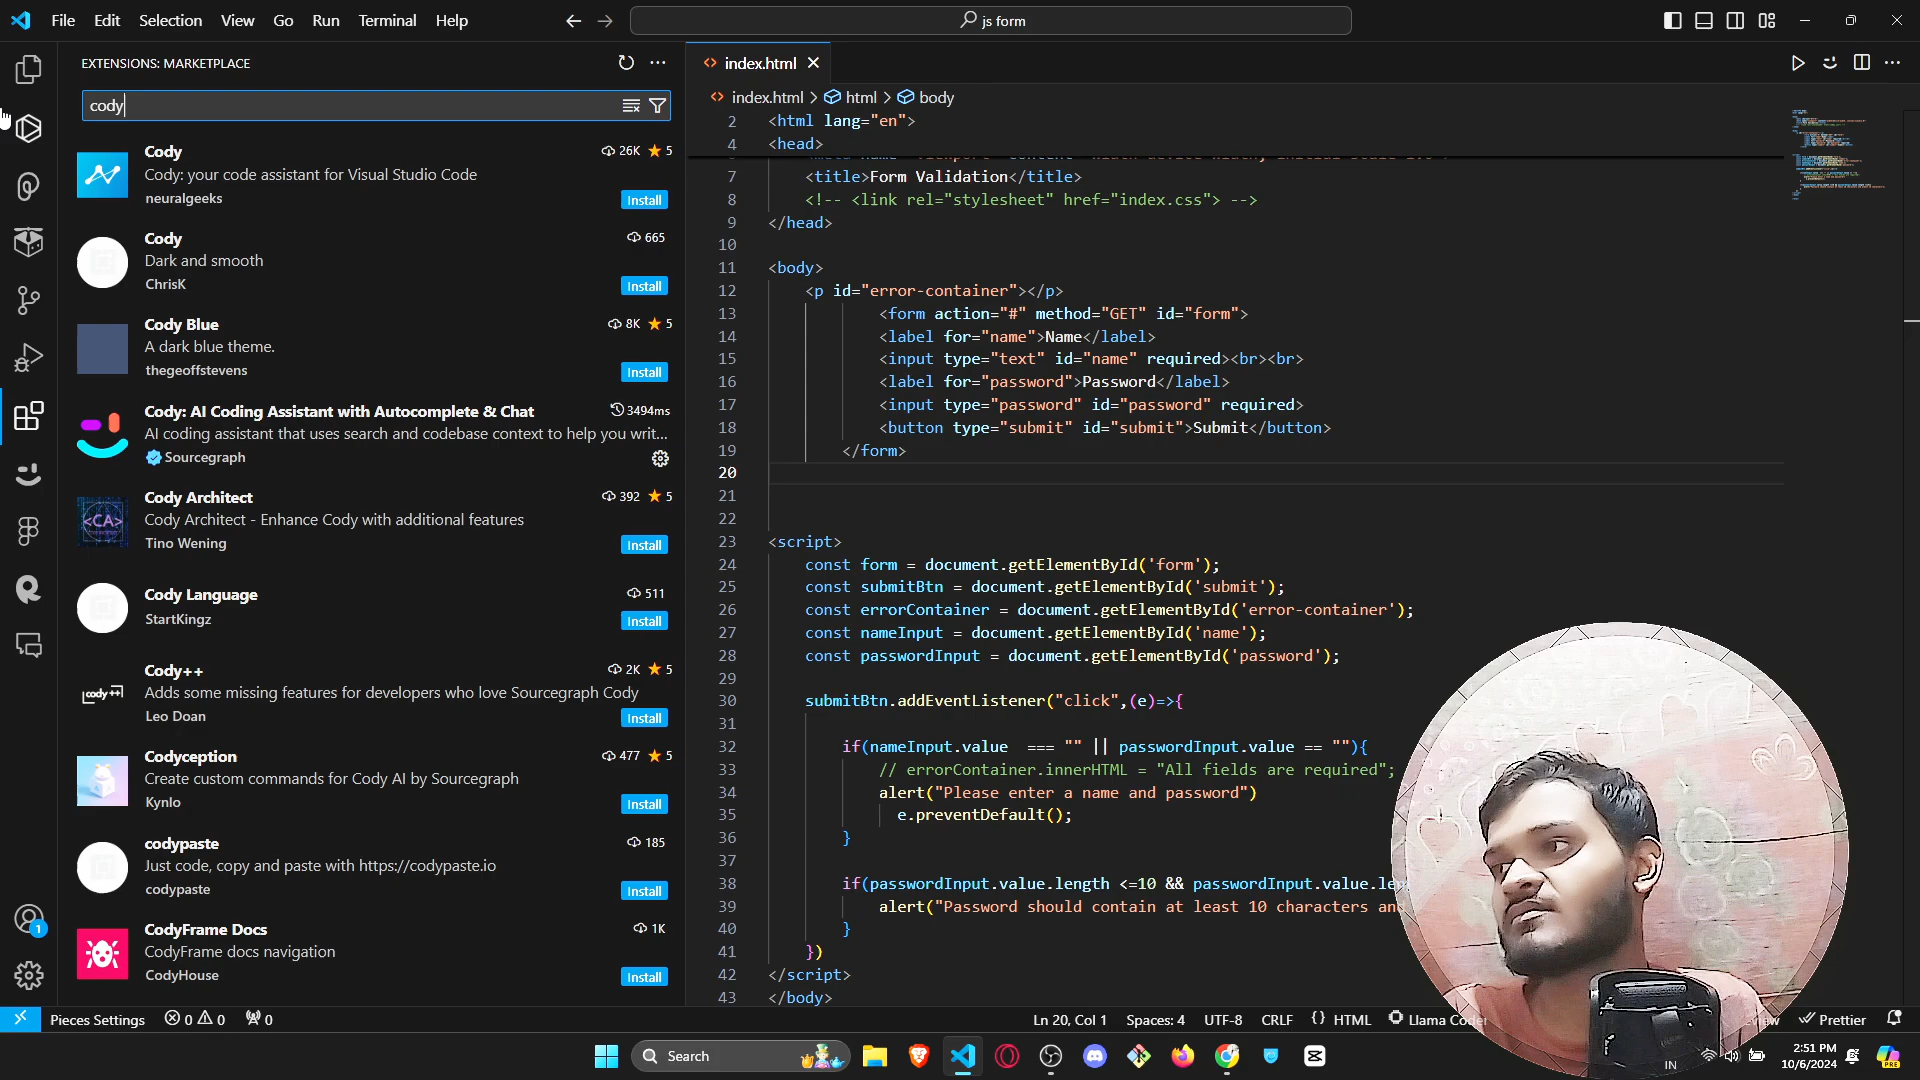 File Edit Selection View Go Run Terminal Help
js form
EXTENSIONS: MARKETPLACE
cody
Cody 26K 5
Cody: your code assistant for Visual Studio Code
neuralgeeks Install
Cody 665
Dark and smooth
ChrisK Install
Cody Blue 8K 5
A dark blue theme.
thegeoffstevens Install
Cody: AI Coding Assistant with Autocomplete & Chat 3494ms
AI coding assistant that uses search and codebase context to help you writ...
Sourcegraph
Cody Architect 392 5
Cody Architect - Enhance Cody with additional features
Tino Wening Install
<CA>
Cody Language 511
StartKingz Install
Cody++ 2K 5
Adds some missing features for developers who love Sourcegraph Cody
Leo Doan Install
cody++
Codyception 477 5
Create custom commands for Cody AI by Sourcegraph
Kynlo Install
codypaste 185
Just code, copy and paste with https://codypaste.io
codypaste Install
CodyFrame Docs 1K
CodyFrame docs navigation
CodyHouse Install
1
index.html
index.html > html > body
2 <html lang="en">
4 <head>
7 <title>Form Validation</title>
8 <!-- <link rel="stylesheet" href="index.css"> -->
9 </head>
10
11 <body>
12 <p id="error-container"></p>
13 <form action="#" method="GET" id="form">
14 <label for="name">Name</label>
15 <input type="text" id="name" required><br><br>
16 <label for="password">Password</label>
17 <input type="password" id="password" required>
18 <button type="submit" id="submit">Submit</button>
19 </form>
20
21
22
23 <script>
24 const form = document.getElementById('form');
25 const submitBtn = document.getElementById('submit');
26 const errorContainer = document.getElementById('error-container');
27 const nameInput = document.getElementById('name');
28 const passwordInput = document.getElementById('password');
29
30 submitBtn.addEventListener("click",(e)=>{
31
32 if(nameInput.value  === "" || passwordInput.value == ""){
33 // errorContainer.innerHTML = "All fields are required";
34 alert("Please enter a name and password")
35 e.preventDefault();
36 }
37
38 if(passwordInput.value.length <=10 && passwordInput.value.le
39 alert("Password should contain at least 10 characters an
40 }
41 })
42 </script>
43 </body>
Pieces Settings 0 0 0 Ln 20, Col 1 Spaces: 4 UTF-8 CRLF {} HTML Llama Prettier
Search
IN
2:51 PM
10/6/2024
PRE